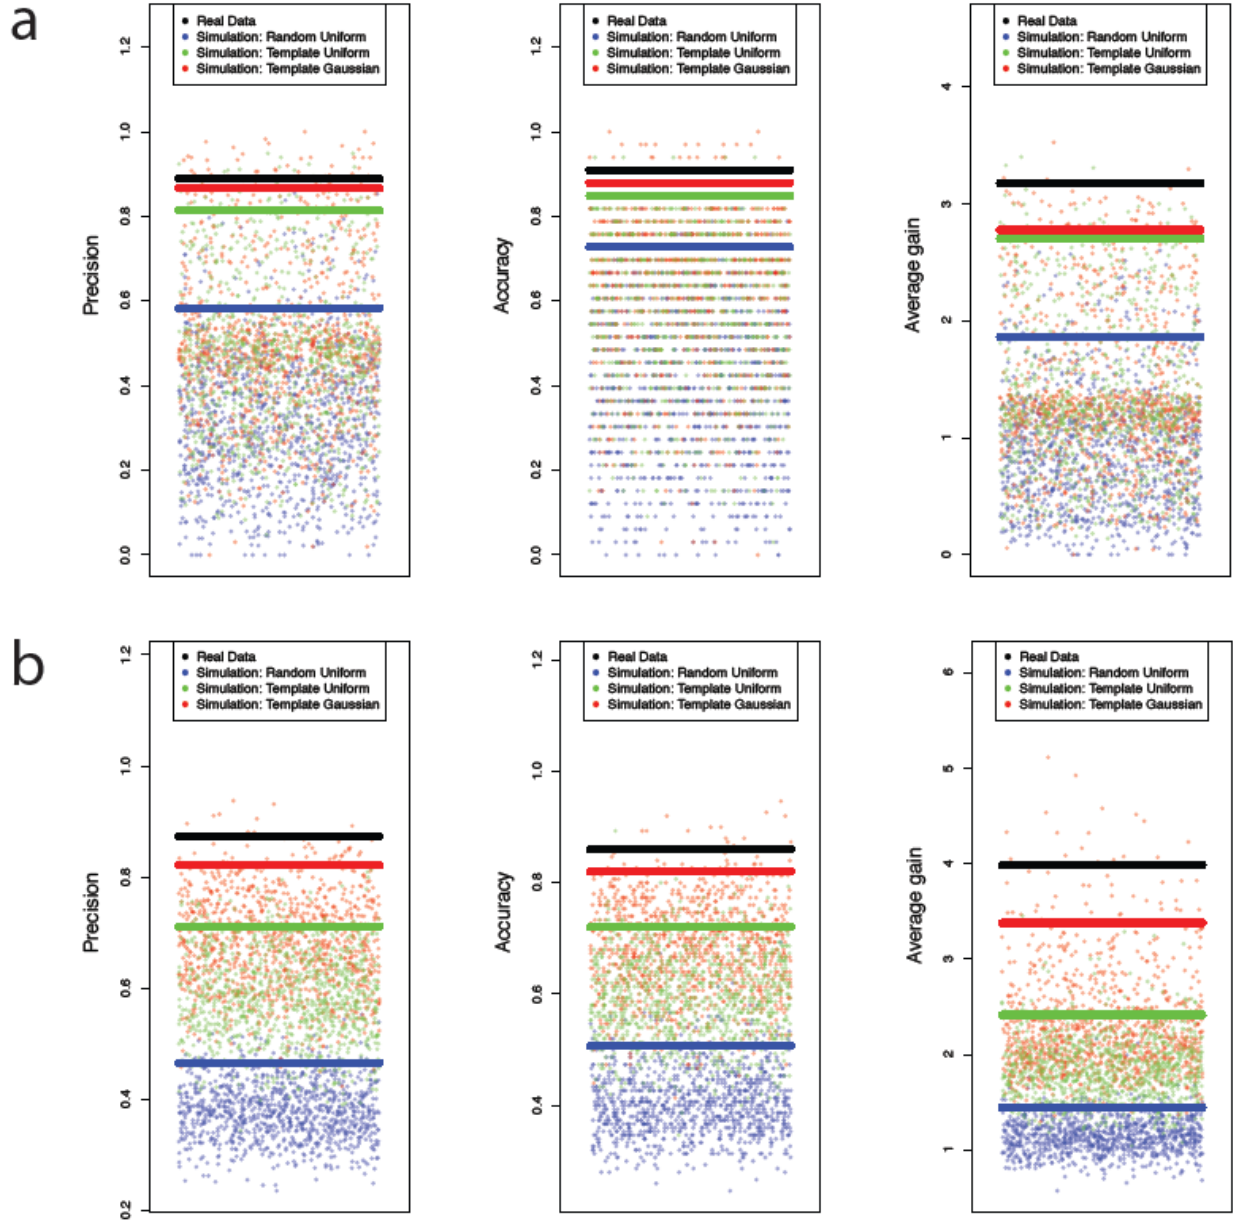 a
Real Data
Simulation: Random Uniform
Simulation: Template Uniform
Simulation: Template Gaussian
Precision
0.0
0.2
0.4
0.6
0.8
1.0
1.2
Real Data
Simulation: Random Uniform
Simulation: Template Uniform
Simulation: Template Gaussian
Accuracy
0.0
0.2
0.4
0.6
0.8
1.0
1.2
Real Data
Simulation: Random Uniform
Simulation: Template Uniform
Simulation: Template Gaussian
Average gain
0
1
2
3
4
b
Real Data
Simulation: Random Uniform
Simulation: Template Uniform
Simulation: Template Gaussian
Precision
0.2
0.4
0.6
0.8
1.0
1.2
Real Data
Simulation: Random Uniform
Simulation: Template Uniform
Simulation: Template Gaussian
Accuracy
0.4
0.6
0.8
1.0
1.2
Real Data
Simulation: Random Uniform
Simulation: Template Uniform
Simulation: Template Gaussian
Average gain
1
2
3
4
5
6